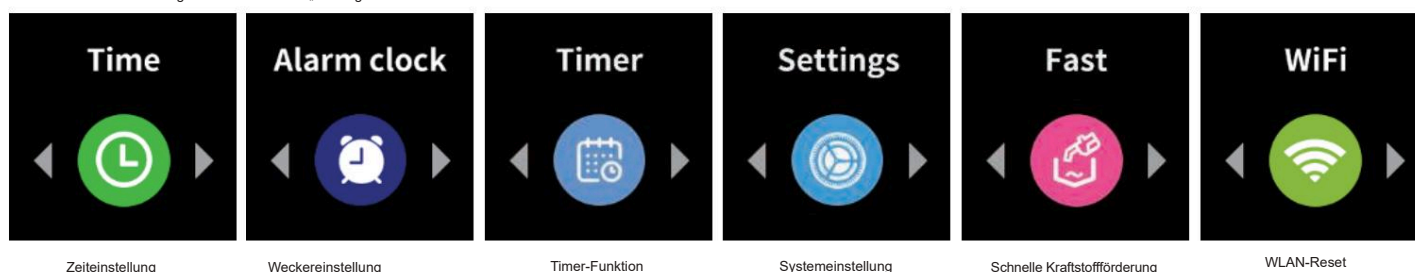 Time
Alarm clock
Timer
Settings
Fast
WiFi
Zeiteinstellung
Weckereinstellung
Timer-Funktion
Systemeinstellung
Schnelle Kraftstoffförderung
WLAN-Reset